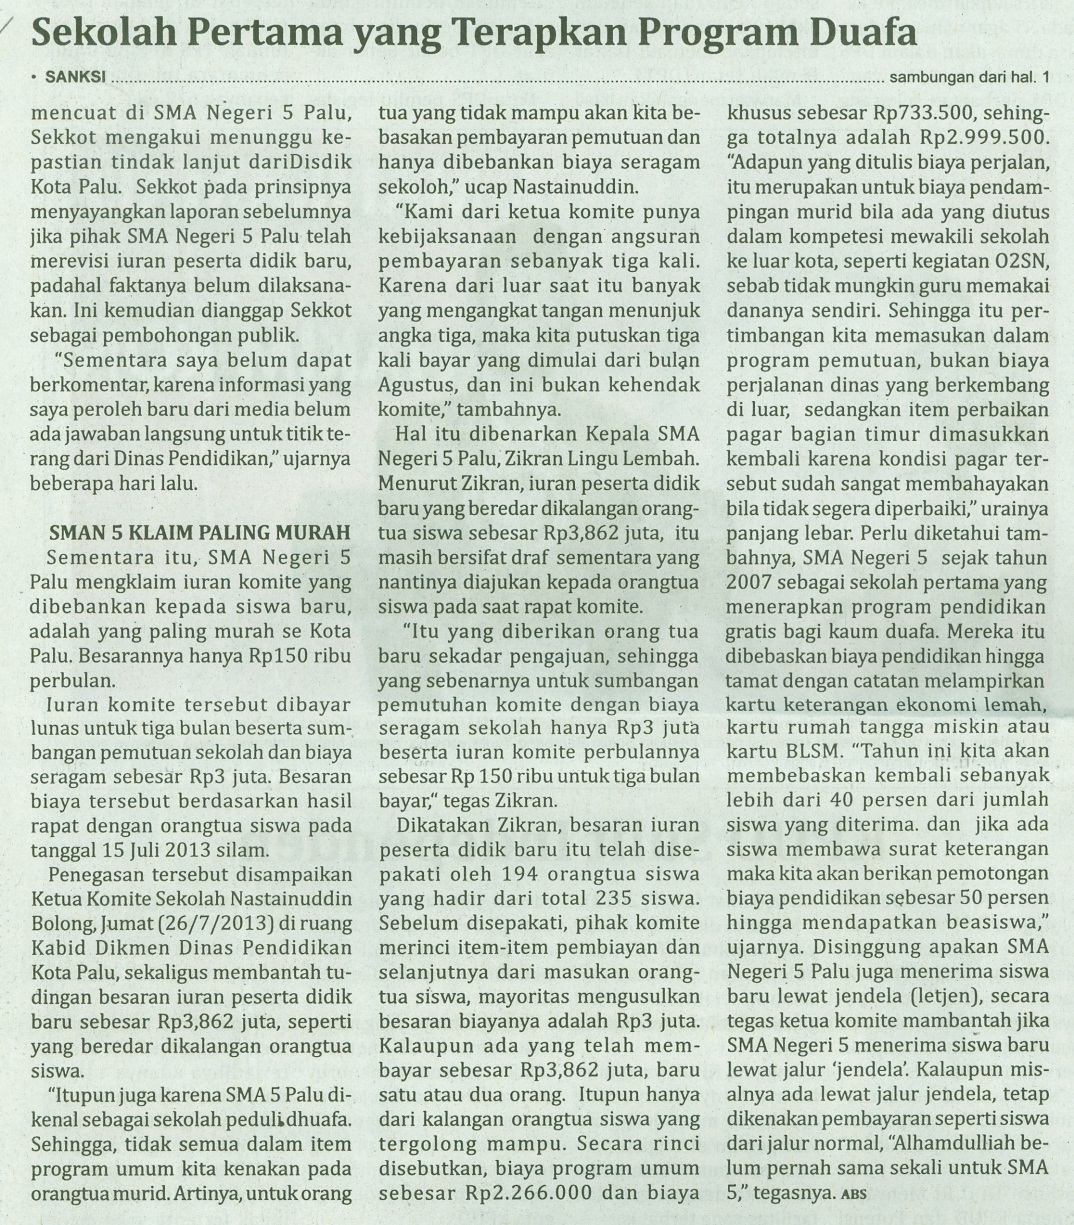 Sekolah Pertama yang Terapkan Program Duafa
• SANKSI ........ sambungan dari hal. 1
mencuat di SMA Negeri 5 Palu,
Sekkot mengakui menunggu ke-
pastian tindak lanjut dariDisdik
Kota Palu. Sekkot pada prinsipnya
menyayangkan laporan sebelumnya
jika pihak SMA Negeri 5 Palu telah
merevisi iuran peserta didik baru,
padahal faktanya belum dilaksana-
kan. Ini kemudian dianggap Sekkot
sebagai pembohongan publik.
“Sementara saya belum dapat
berkomentar, karena informasi yang
saya peroleh baru dari media belum
ada jawaban langsung untuk titik te-
rang dari Dinas Pendidikan,” ujarnya
beberapa hari lalu.
SMAN 5 KLAIM PALING MURAH
Sementara itu, SMA Negeri 5
Palu mengklaim iuran komite yang
dibebankan kepada siswa baru,
adalah yang paling murah se Kota
Palu. Besarannya hanya Rp150 ribu
perbulan.
Iuran komite tersebut dibayar
lunas untuk tiga bulan beserta sum-
bangan pemutuan sekolah dan biaya
seragam sebesar Rp3 juta. Besaran
biaya tersebut berdasarkan hasil
rapat dengan orangtua siswa pada
tanggal 15 Juli 2013 silam.
Penegasan tersebut disampaikan
Ketua Komite Sekolah Nastainuddin
Bolong, Jumat (26/7/2013) di ruang
Kabid Dikmen Dinas Pendidikan
Kota Palu, sekaligus membantah tu-
dingan besaran iuran peserta didik
baru sebesar Rp3,862 juta, seperti
yang beredar dikalangan orangtua
siswa.
“Itupun juga karena SMA 5 Palu di-
kenal sebagai sekolah peduli dhuafa.
Sehingga, tidak semua dalam item
program umum kita kenakan pada
orangtua murid. Artinya, untuk orang
tua yang tidak mampu akan kita be-
basakan pembayaran pemutuan dan
hanya dibebankan biaya seragam
sekoloh,” ucap Nastainuddin.
“Kami dari ketua komite punya
kebijaksanaan dengan angsuran
pembayaran sebanyak tiga kali.
Karena dari luar saat itu banyak
yang mengangkat tangan menunjuk
angka tiga, maka kita putuskan tiga
kali bayar yang dimulai dari bulan
Agustus, dan ini bukan kehendak
komite,” tambahnya.
Hal itu dibenarkan Kepala SMA
Negeri 5 Palu, Zikran Lingu Lembah.
Menurut Zikran, iuran peserta didik
baru yang beredar dikalangan orang-
tua siswa sebesar Rp3,862 juta, itu
masih bersifat draf sementara yang
nantinya diajukan kepada orangtua
siswa pada saat rapat komite.
“Itu yang diberikan orang tua
baru sekadar pengajuan, sehingga
yang sebenarnya untuk sumbangan
pemutuhan komite dengan biaya
seragam sekolah hanya Rp3 juta
beserta iuran komite perbulannya
sebesar Rp 150 ribu untuk tiga bulan
bayar,“ tegas Zikran.
Dikatakan Zikran, besaran iuran
peserta didik baru itu telah dise-
pakati oleh 194 orangtua siswa
yang hadir dari total 235 siswa.
Sebelum disepakati, pihak komite
merinci item-item pembiayan dan
selanjutnya dari masukan orang-
tua siswa, mayoritas mengusulkan
besaran biayanya adalah Rp3 juta.
Kalaupun ada yang telah mem-
bayar sebesar Rp3,862 juta, baru
satu atau dua orang. Itupun hanya
dari kalangan orangtua siswa yang
tergolong mampu. Secara rinci
disebutkan, biaya program umum
sebesar Rp2.266.000 dan biaya
khusus sebesar Rp733.500, sehing-
ga totalnya adalah Rp2.999.500.
“Adapun yang ditulis biaya perjalan,
itu merupakan untuk biaya pendam-
pingan murid bila ada yang diutus
dalam kompetesi mewakili sekolah
ke luar kota, seperti kegiatan O2SN,
sebab tidak mungkin guru memakai
dananya sendiri. Sehingga itu per-
timbangan kita memasukan dalam
program pemutuan, bukan biaya
perjalanan dinas yang berkembang
di luar, sedangkan item perbaikan
pagar bagian timur dimasukkan
kembali karena kondisi pagar ter-
sebut sudah sangat membahayakan
bila tidak segera diperbaiki,” urainya
panjang lebar. Perlu diketahui tam-
bahnya, SMA Negeri 5 sejak tahun
2007 sebagai sekolah pertama yang
menerapkan program pendidikan
gratis bagi kaum duafa. Mereka itu
dibebaskan biaya pendidikan hingga
tamat dengan catatan melampirkan
kartu keterangan ekonomi lemah,
kartu rumah tangga miskin atau
kartu BLSM. “Tahun ini kita akan
membebaskan kembali sebanyak
lebih dari 40 persen dari jumlah
siswa yang diterima. dan jika ada
siswa membawa surat keterangan
maka kita akan berikan pemotongan
biaya pendidikan sebesar 50 persen
hingga mendapatkan beasiswa,”
ujarnya. Disinggung apakan SMA
Negeri 5 Palu juga menerima siswa
baru lewat jendela (letjen), secara
tegas ketua komite mambantah jika
SMA Negeri 5 menerima siswa baru
lewat jalur ‘jendela’. Kalaupun mis-
alnya ada lewat jalur jendela, tetap
dikenakan pembayaran seperti siswa
dari jalur normal, “Alhamdulliah be-
lum pernah sama sekali untuk SMA
5,” tegasnya. ABS